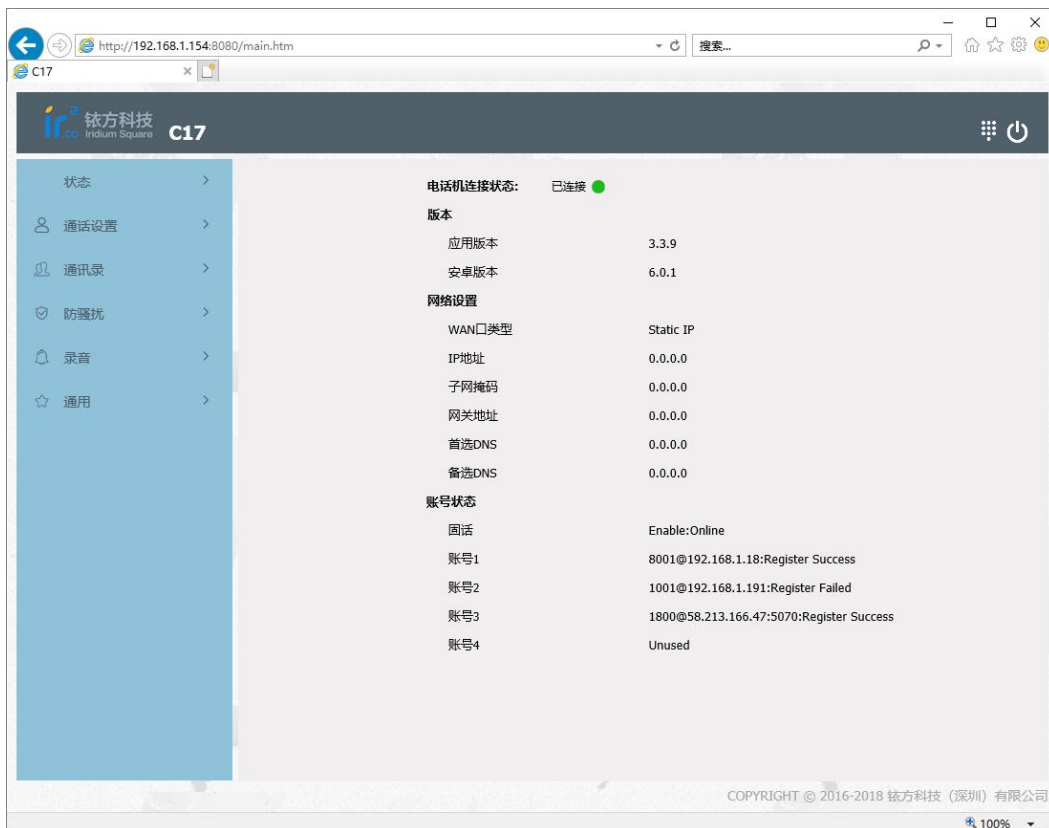 http://192.168.1.154:8080/main.htm
搜索...
C17
ir²
.co
铱方科技
Iridium Square
C17
状态
通话设置
通讯录
防骚扰
录音
通用
电话机连接状态: 已连接
版本
应用版本 3.3.9
安卓版本 6.0.1
网络设置
WAN口类型 Static IP
IP地址 0.0.0.0
子网掩码 0.0.0.0
网关地址 0.0.0.0
首选DNS 0.0.0.0
备选DNS 0.0.0.0
账号状态
固话 Enable:Online
账号1 8001@192.168.1.18:Register Success
账号2 1001@192.168.1.191:Register Failed
账号3 1800@58.213.166.47:5070:Register Success
账号4 Unused
COPYRIGHT © 2016-2018 铱方科技（深圳）有限公司
100%